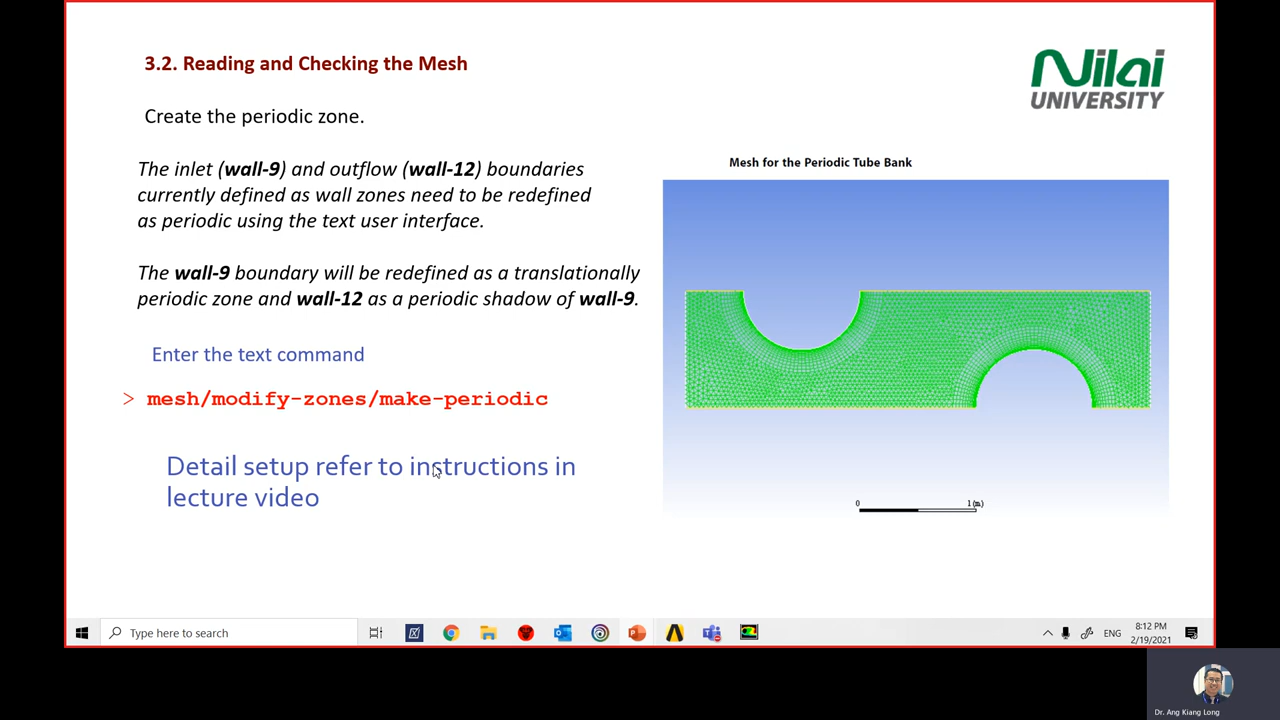 3.2. Reading and Checking the Mesh
Nilai
UNIVERSITY
Create the periodic zone.
The inlet (wall-9) and outflow (wall-12) boundaries
currently defined as wall zones need to be redefined
as periodic using the text user interface.
The wall-9 boundary will be redefined as a translationally
periodic zone and wall-12 as a periodic shadow of wall-9.
Enter the text command
> mesh/modify-zones/make-periodic
Detail setup refer to instructions in
lecture video
Mesh for the Periodic Tube Bank
0 1 (m)
Type here to search
ENG
8:12 PM
2/19/2021
Dr. Ang Kiang Long